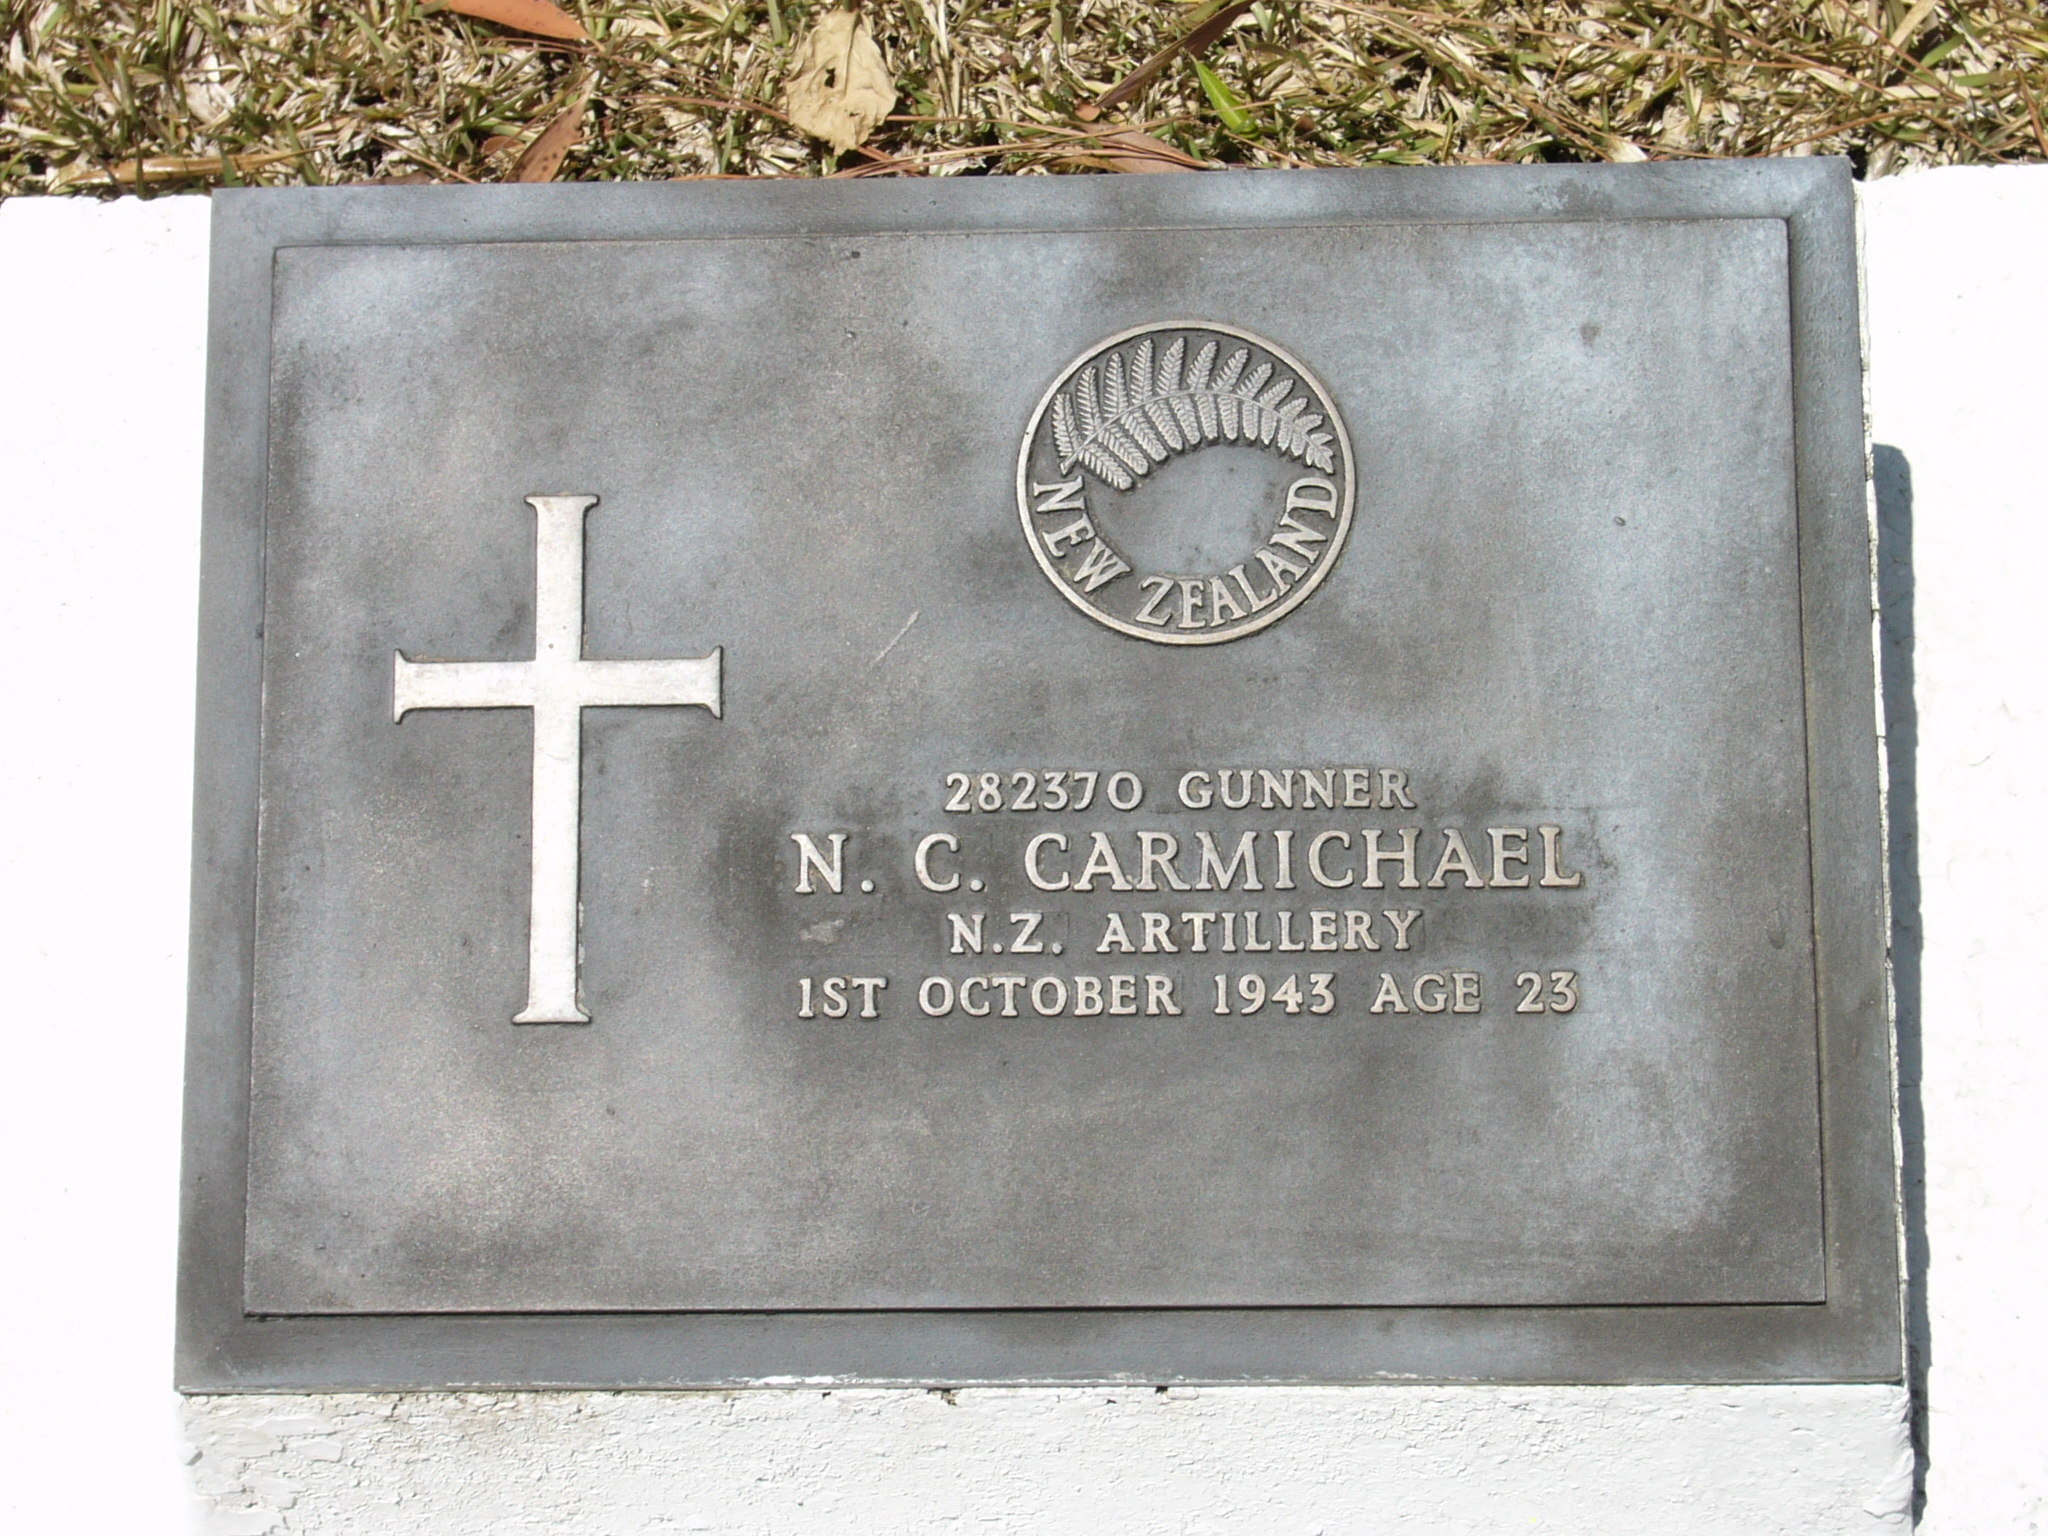 NEW ZEALAND
282370 GUNNER
N. C. CARMICHAEL
N.Z. ARTILLERY
1ST OCTOBER 1943 AGE 23